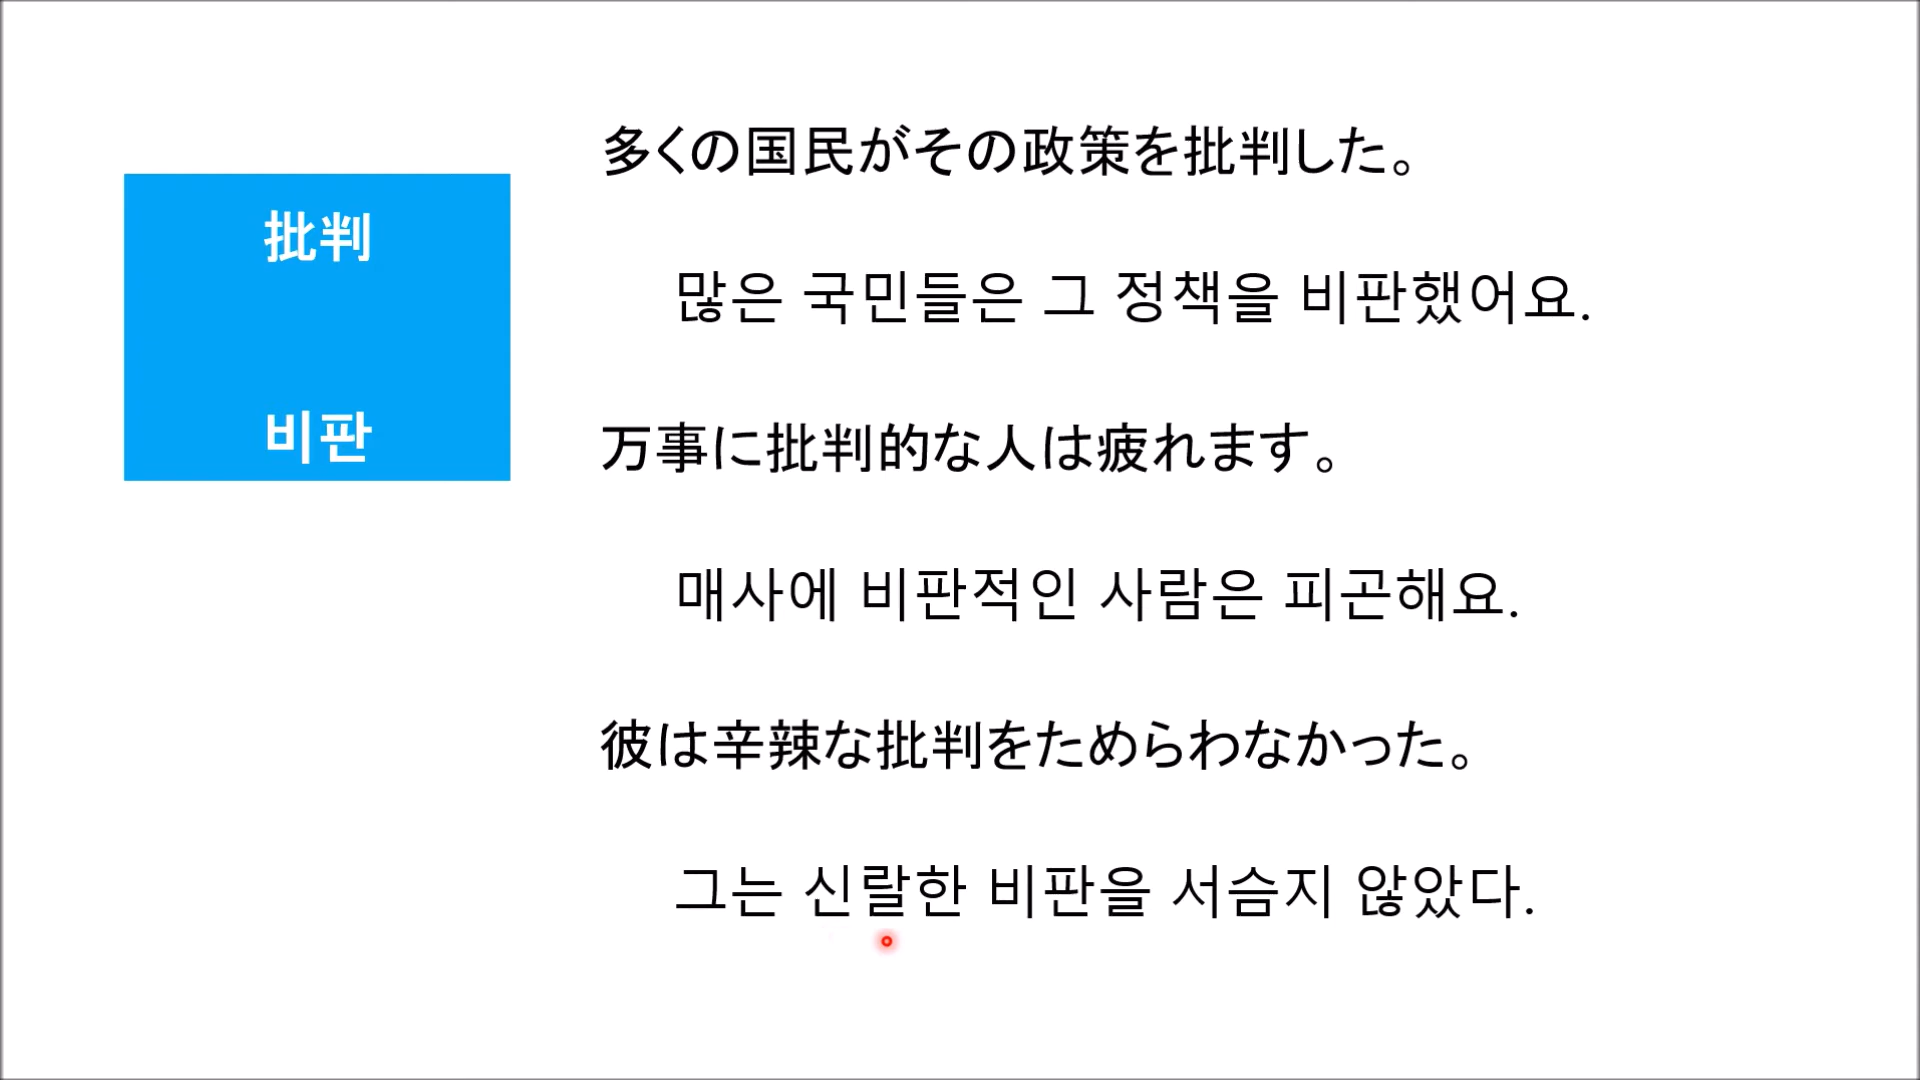 批判
비판
多くの国民がその政策を批判した。
많은 국민들은 그 정책을 비판했어요.
万事に批判的な人は疲れます。
매사에 비판적인 사람은 피곤해요.
彼は辛辣な批判をためらわなかった。
그는 신랄한 비판을 서슴지 않았다.